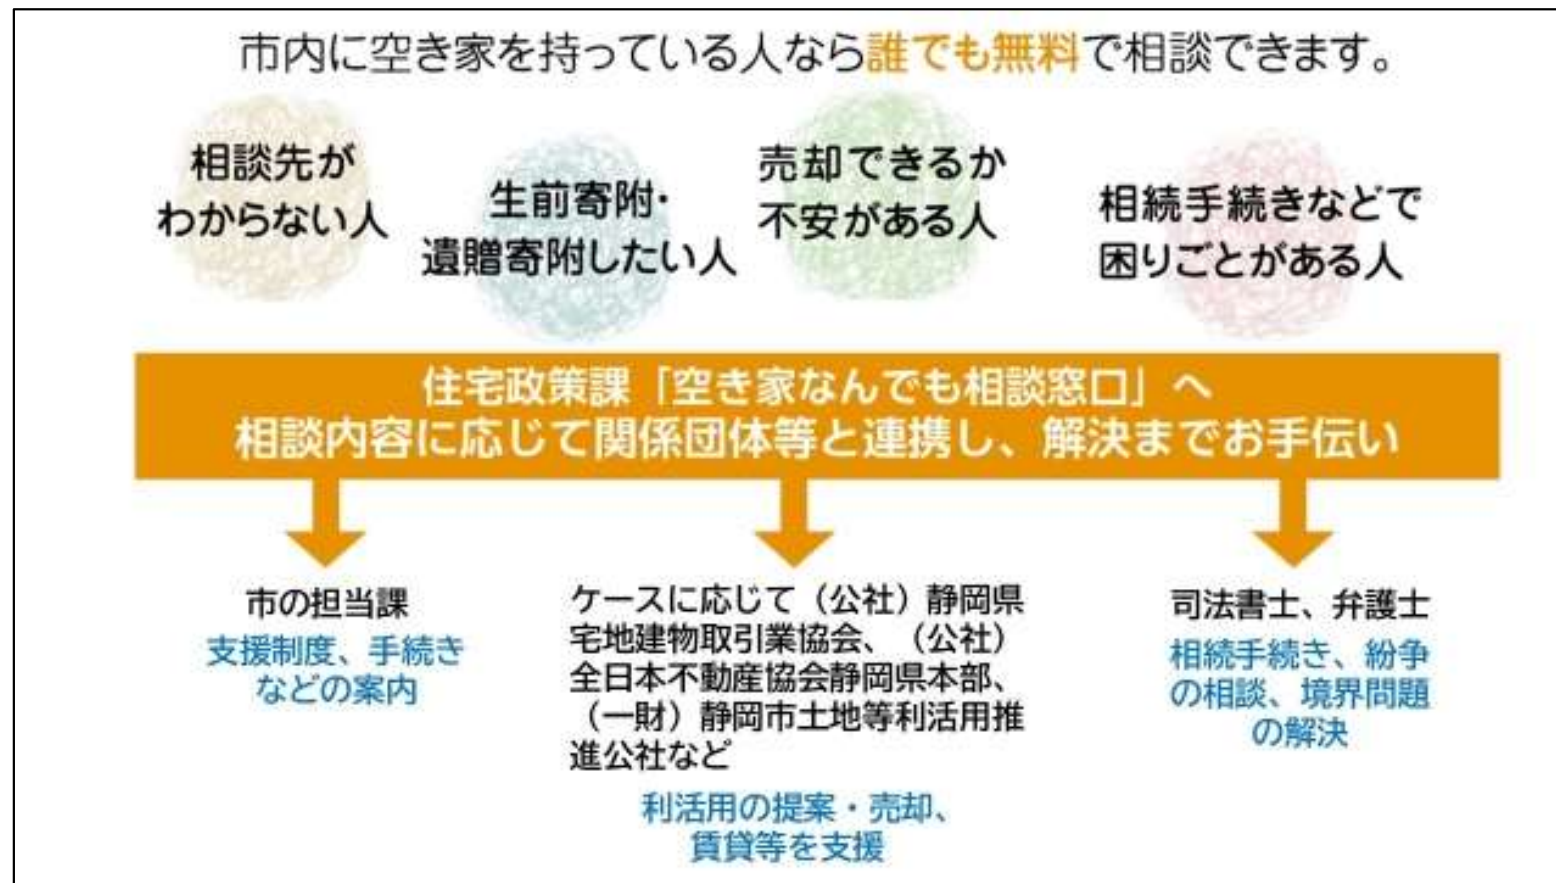 市内に空き家を持っている人なら誰でも無料で相談できます。
相談先が
わからない人
生前寄附・
遺贈寄附したい人
売却できるか
不安がある人
相続手続きなどで
困りごとがある人
住宅政策課「空き家なんでも相談窓口」へ
相談内容に応じて関係団体等と連携し、解決までお手伝い
市の担当課
支援制度、手続き
などの案内
ケースに応じて（公社）静岡県
宅地建物取引業協会、（公社）
全日本不動産協会静岡県本部、
（一財）静岡市土地等利活用推
進公社など
利活用の提案・売却、
賃貸等を支援
司法書士、弁護士
相続手続き、紛争
の相談、境界問題
の解決